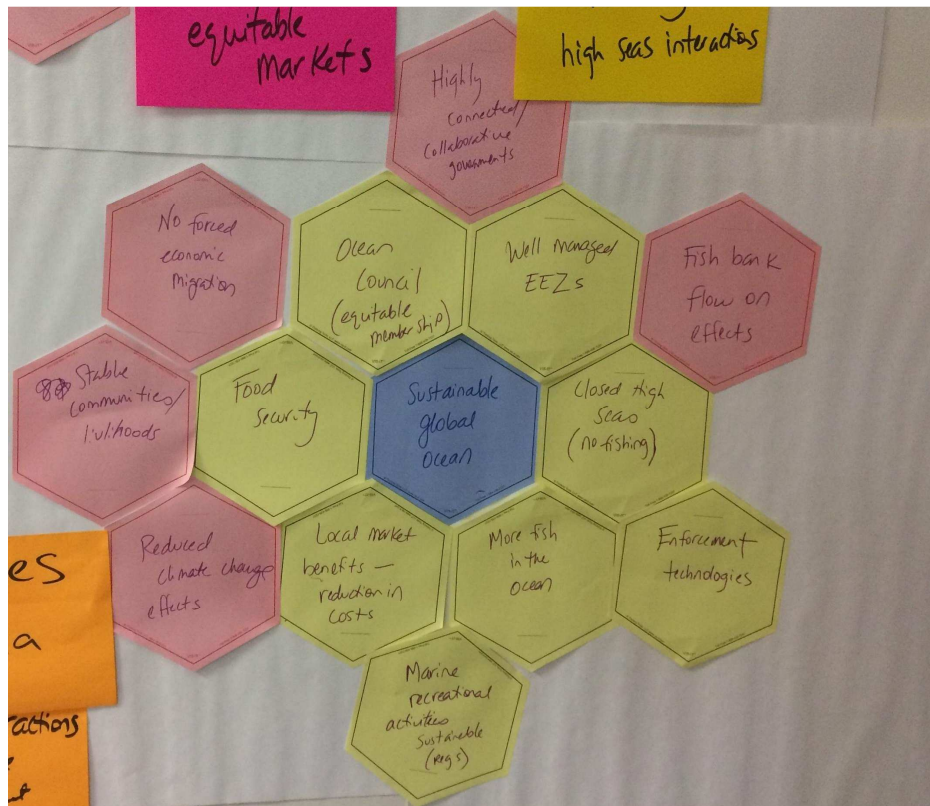 equitable
markets
high seas interactions
Highly
connected/
collaborative
governments
No forced
economic
migration
Ocean
Council
(equitable
membership)
Well managed
EEZs
Fish bank
flow on
effects
Stable
communities/
livlihoods
Food
security
Sustainable
global
ocean
Closed high
seas
(no fishing)
Reduced
climate change
effects
Local market
benefits —
reduction in
costs
More fish
in the
ocean
Enforcement
technologies
Marine
recreational
activities
sustainable
(regs)
es
a
actions